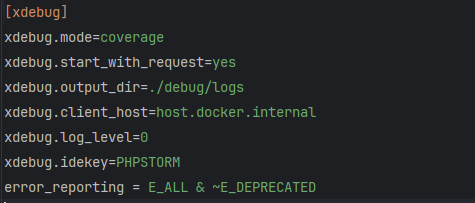 [xdebug]
xdebug.mode=coverage
xdebug.start_with_request=yes
xdebug.output_dir=./debug/logs
xdebug.client_host=host.docker.internal
xdebug.log_level=0
xdebug.idekey=PHPSTORM
error_reporting = E_ALL & ~E_DEPRECATED